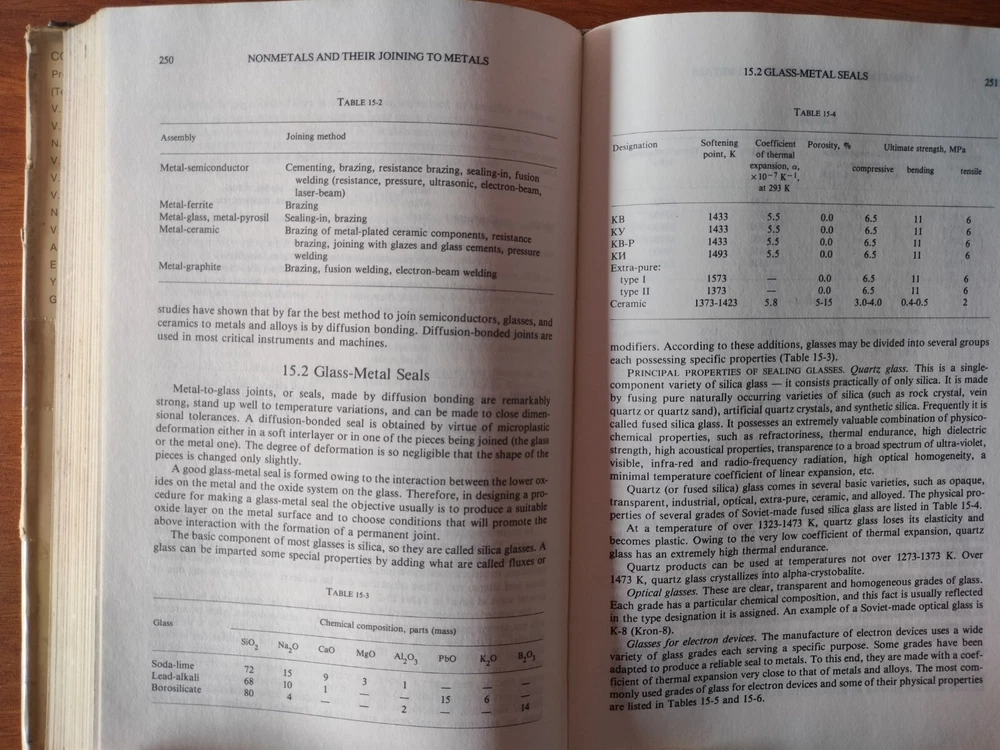 250
NONMETALS AND THEIR JOINING TO METALS
TABLE 15-2
Assembly Joining method
Metal-semiconductor Cementing, brazing, resistance brazing, sealing-in, fusion
welding (resistance, pressure, ultrasonic, electron-beam,
laser-beam)
Metal-ferrite Brazing
Metal-glass, metal-pyrosil Sealing-in, brazing
Metal-ceramic Brazing of metal-plated ceramic components, resistance
brazing, joining with glazes and glass cements, pressure
welding
Metal-graphite Brazing, fusion welding, electron-beam welding
studies have shown that by far the best method to join semiconductors, glasses, and
ceramics to metals and alloys is by diffusion bonding. Diffusion-bonded joints are
used in most critical instruments and machines.
15.2 Glass-Metal Seals
Metal-to-glass joints, or seals, made by diffusion bonding are remarkably
strong, stand up well to temperature variations, and can be made to close dimen-
sional tolerances. A diffusion-bonded seal is obtained by virtue of microplastic
deformation either in a soft interlayer or in one of the pieces being joined (the glass
or the metal one). The degree of deformation is so negligible that the shape of the
pieces is changed only slightly.
A good glass-metal seal is formed owing to the interaction between the lower ox-
ides on the metal and the oxide system on the glass. Therefore, in designing a pro-
cedure for making a glass-metal seal the objective usually is to produce a suitable
oxide layer on the metal surface and to choose conditions that will promote the
above interaction with the formation of a permanent joint.
The basic component of most glasses is silica, so they are called silica glasses. A
glass can be imparted some special properties by adding what are called fluxes or
TABLE 15-3
Glass Chemical composition, parts (mass)
SiO2 Na2O CaO MgO Al2O3 PbO K2O B2O3
Soda-lime 72 15 9 3 1 — — —
Lead-alkali 68 10 1 — — 15 6 —
Borosilicate 80 4 — — 2 — — 14
15.2 GLASS-METAL SEALS
251
TABLE 15-4
Designation Softening point, K Coefficient of thermal expansion, α, ×10−7 K−1, at 293 K Porosity, % Ultimate strength, MPa
compressive bending tensile
КВ 1433 5.5 0.0 6.5 11 6
КУ 1433 5.5 0.0 6.5 11 6
КВ-Р 1433 5.5 0.0 6.5 11 6
КИ 1493 5.5 0.0 6.5 11 6
Extra-pure:
type I 1573 — 0.0 6.5 11 6
type II 1373 — 0.0 6.5 11 6
Ceramic 1373-1423 5.8 5-15 3.0-4.0 0.4-0.5 2
modifiers. According to these additions, glasses may be divided into several groups
each possessing specific properties (Table 15-3).
PRINCIPAL PROPERTIES OF SEALING GLASSES. Quartz glass. This is a single-
component variety of silica glass — it consists practically of only silica. It is made
by fusing pure naturally occurring varieties of silica (such as rock crystal, vein
quartz or quartz sand), artificial quartz crystals, and synthetic silica. Frequently it is
called fused silica glass. It possesses an extremely valuable combination of physico-
chemical properties, such as refractoriness, thermal endurance, high dielectric
strength, high acoustical properties, transparence to a broad spectrum of ultra-violet,
visible, infra-red and radio-frequency radiation, high optical homogeneity, a
minimal temperature coefficient of linear expansion, etc.
Quartz (or fused silica) glass comes in several basic varieties, such as opaque,
transparent, industrial, optical, extra-pure, ceramic, and alloyed. The physical pro-
perties of several grades of Soviet-made fused silica glass are listed in Table 15-4.
At a temperature of over 1323-1473 K, quartz glass loses its elasticity and
becomes plastic. Owing to the very low coefficient of thermal expansion, quartz
glass has an extremely high thermal endurance.
Quartz products can be used at temperatures not over 1273-1373 K. Over
1473 K, quartz glass crystallizes into alpha-crystobalite.
Optical glasses. These are clear, transparent and homogeneous grades of glass.
Each grade has a particular chemical composition, and this fact is usually reflected
in the type designation it is assigned. An example of a Soviet-made optical glass is
K-8 (Kron-8).
Glasses for electron devices. The manufacture of electron devices uses a wide
variety of glass grades each serving a specific purpose. Some grades have been
adapted to produce a reliable seal to metals. To this end, they are made with a coef-
ficient of thermal expansion very close to that of metals and alloys. The most com-
monly used grades of glass for electron devices and some of their physical properties
are listed in Tables 15-5 and 15-6.